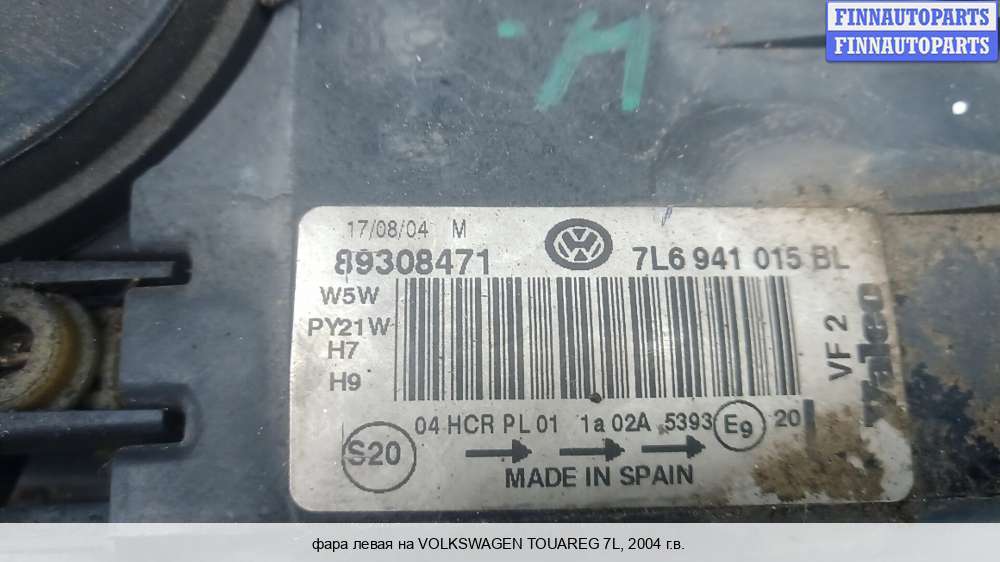 FINNAUTOPARTS
FINNAUTOPARTS
17/08/04 M
89308471
7L6 941 015 BL
W5W
PY21W
H7
H9
VF 2
Valeo
04 HCR PL 01 1a 02A 5393 E9 20
S20
MADE IN SPAIN
фара левая на VOLKSWAGEN TOUAREG 7L, 2004 г.в.